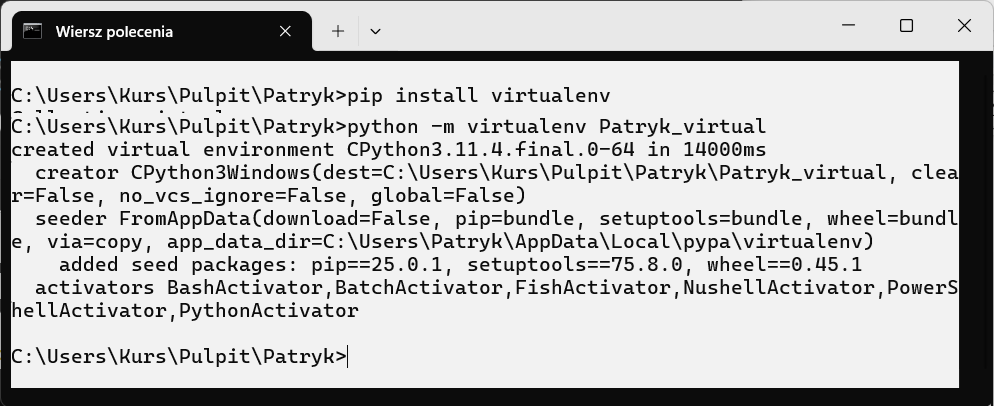 Wiersz polecenia
C:\Users\Kurs\Pulpit\Patryk>pip install virtualenv
C:\Users\Kurs\Pulpit\Patryk>python -m virtualenv Patryk_virtual
created virtual environment CPython3.11.4.final.0-64 in 14000ms
  creator CPython3Windows(dest=C:\Users\Kurs\Pulpit\Patryk\Patryk_virtual, clea
r=False, no_vcs_ignore=False, global=False)
  seeder FromAppData(download=False, pip=bundle, setuptools=bundle, wheel=bundl
e, via=copy, app_data_dir=C:\Users\Patryk\AppData\Local\pypa\virtualenv)
    added seed packages: pip==25.0.1, setuptools==75.8.0, wheel==0.45.1
  activators BashActivator,BatchActivator,FishActivator,NushellActivator,PowerS
hellActivator,PythonActivator
C:\Users\Kurs\Pulpit\Patryk>